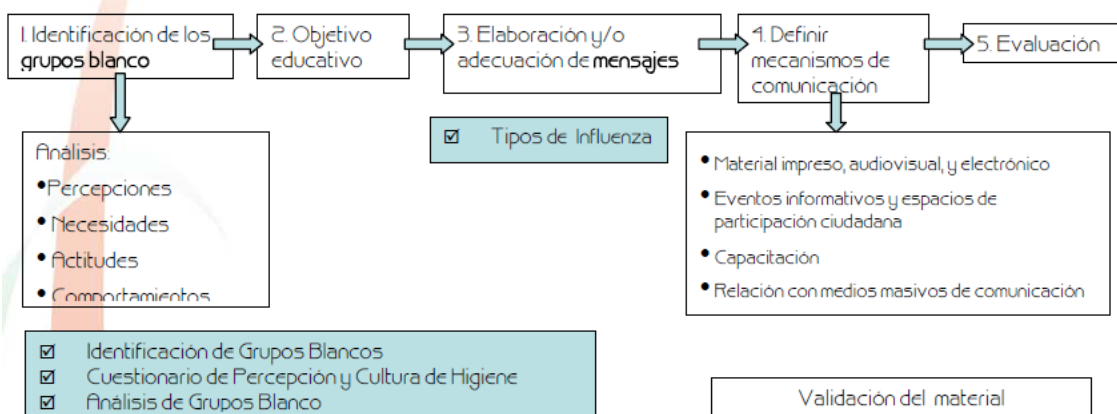 1. Identificación de los
grupos blanco
2. Objetivo
educativo
3. Elaboración y/o
adecuación de mensajes
4. Definir
mecanismos de
comunicación
5. Evaluación
Análisis:
•Percepciones
• Necesidades
• Actitudes
• Comportamientos
☑ Tipos de Influenza
• Material impreso, audiovisual, y electrónico
• Eventos informativos y espacios de
participación ciudadana
• Capacitación
• Relación con medios masivos de comunicación
☑ Identificación de Grupos Blancos
☑ Cuestionario de Percepción y Cultura de Higiene
☑ Análisis de Grupos Blanco
Validación del material